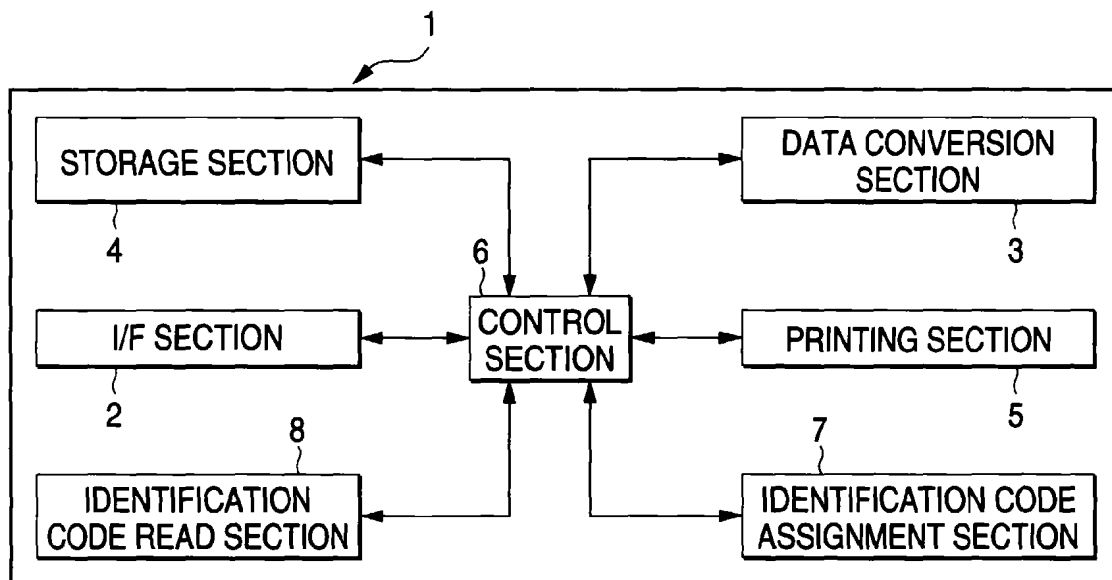 1
STORAGE SECTION
4
DATA CONVERSION
SECTION
3
6
CONTROL
SECTION
I/F SECTION
2
PRINTING SECTION
5
8
IDENTIFICATION
CODE READ SECTION
7
IDENTIFICATION CODE
ASSIGNMENT SECTION